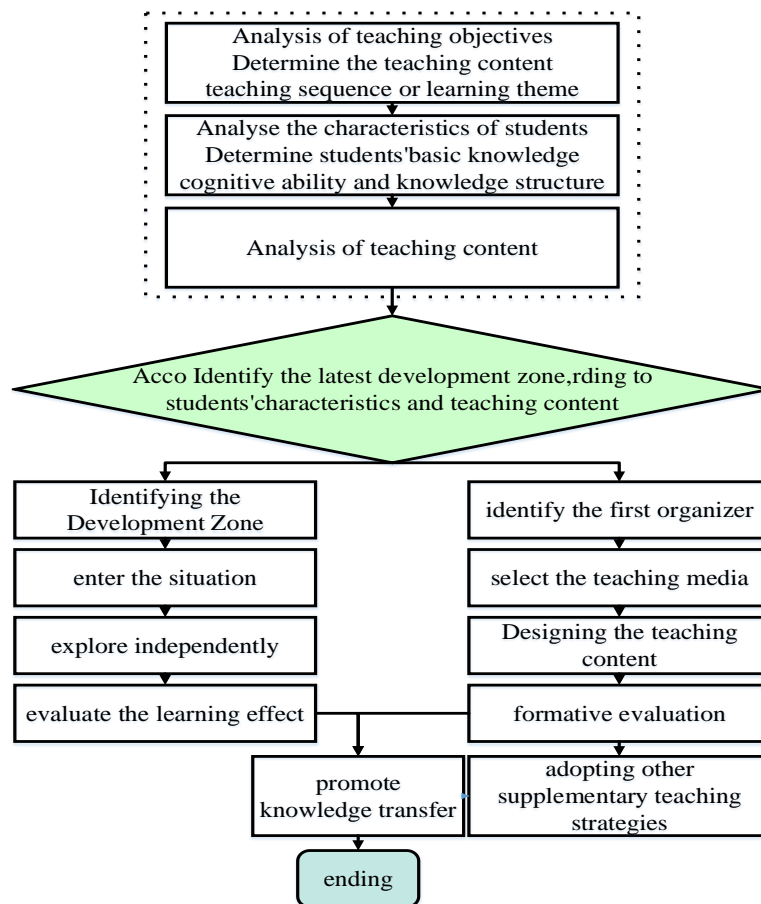 Analysis of teaching objectives
Determine the teaching content
teaching sequence or learning theme
Analyse the characteristics of students
Determine students'basic knowledge
cognitive ability and knowledge structure
Analysis of teaching content
Acco Identify the latest development zone,rding to
students'characteristics and teaching content
Identifying the
Development Zone
enter the situation
explore independently
evaluate the learning effect
identify the first organizer
select the teaching media
Designing the teaching
content
formative evaluation
promote
knowledge transfer
adopting other
supplementary teaching
strategies
ending